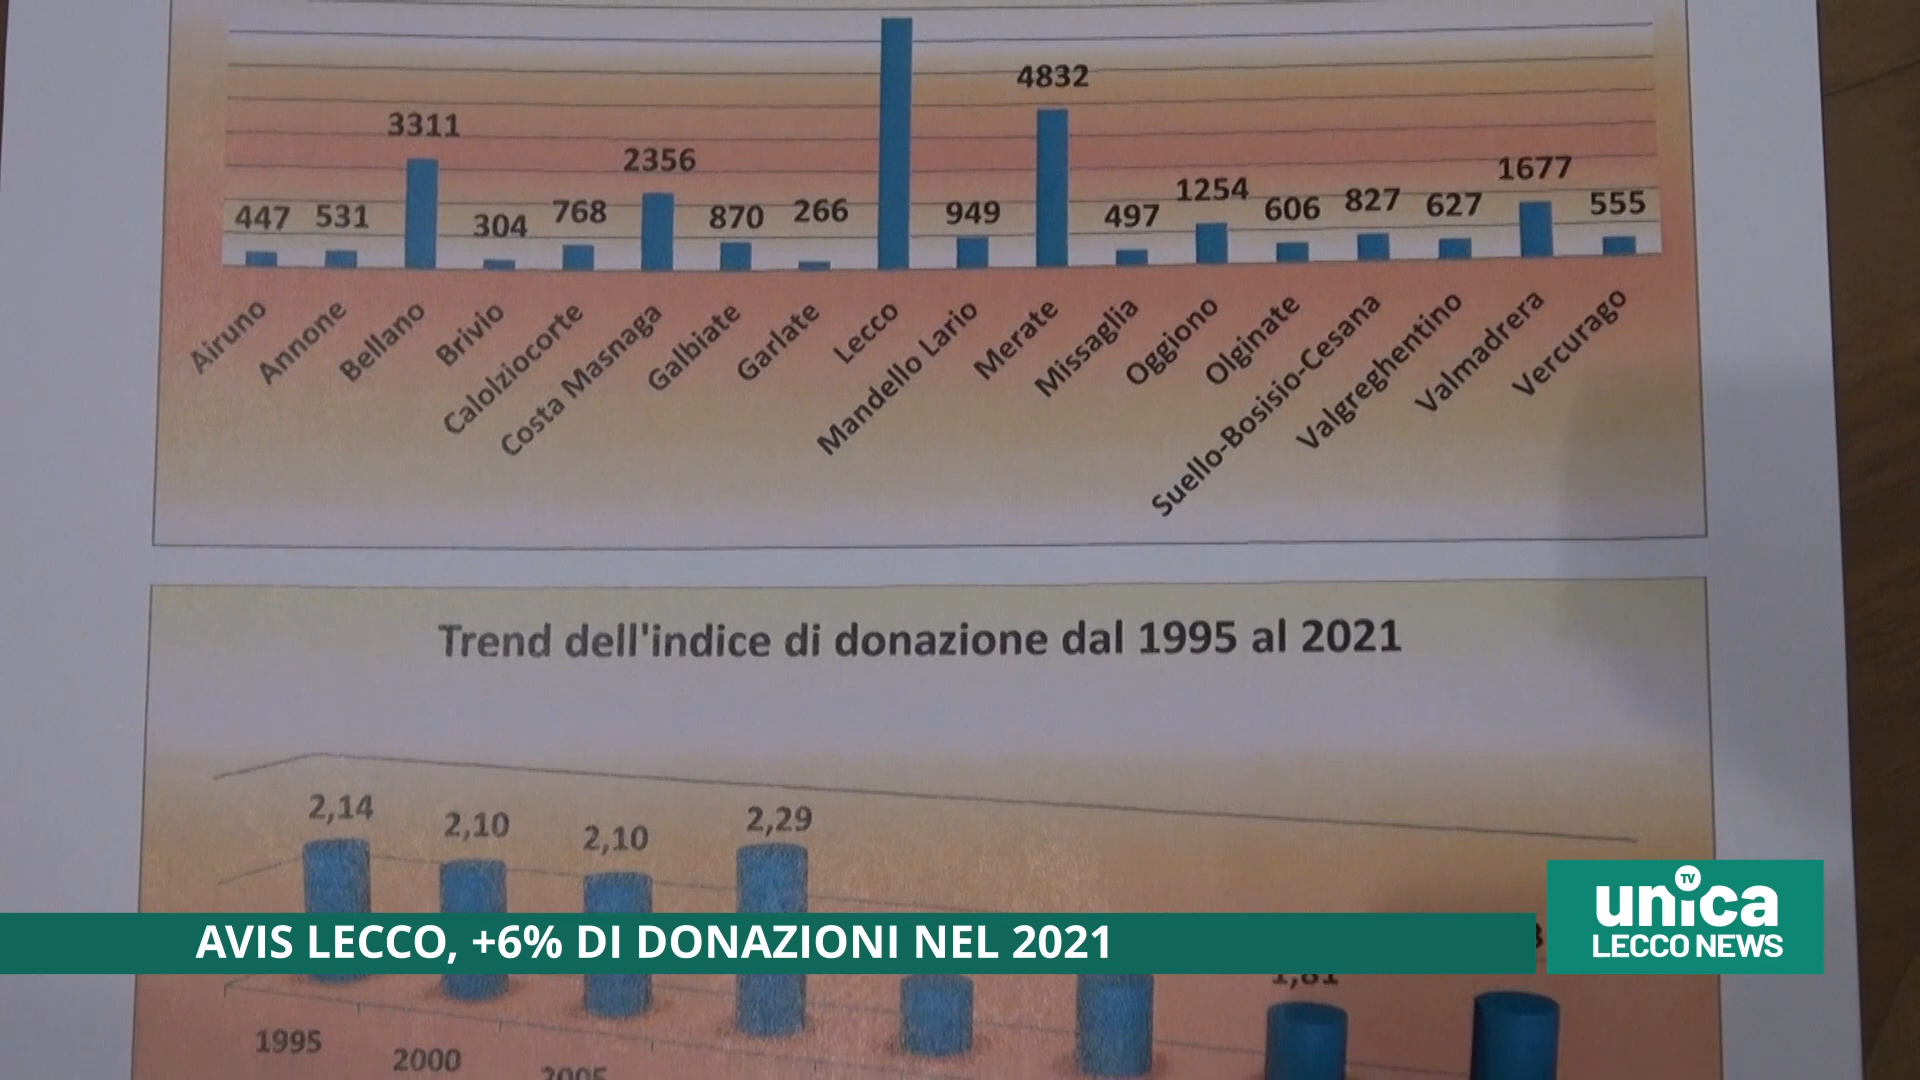 4832
3311
2356
1677
447 531 304 768 870 266 949 497 1254 606 827 627 555
Airuno
Annone
Bellano
Brivio
Calolziocorte
Costa Masnaga
Galbiate
Garlate
Lecco
Mandello Lario
Merate
Missaglia
Oggiono
Olginate
Suello-Bosisio-Cesana
Valgreghentino
Valmadrera
Vercurago
Trend dell'indice di donazione dal 1995 al 2021
2,14 2,10 2,10 2,29
AVIS LECCO, +6% DI DONAZIONI NEL 2021
TV
unica
LECCO NEWS
1,81
1995
2000
2005